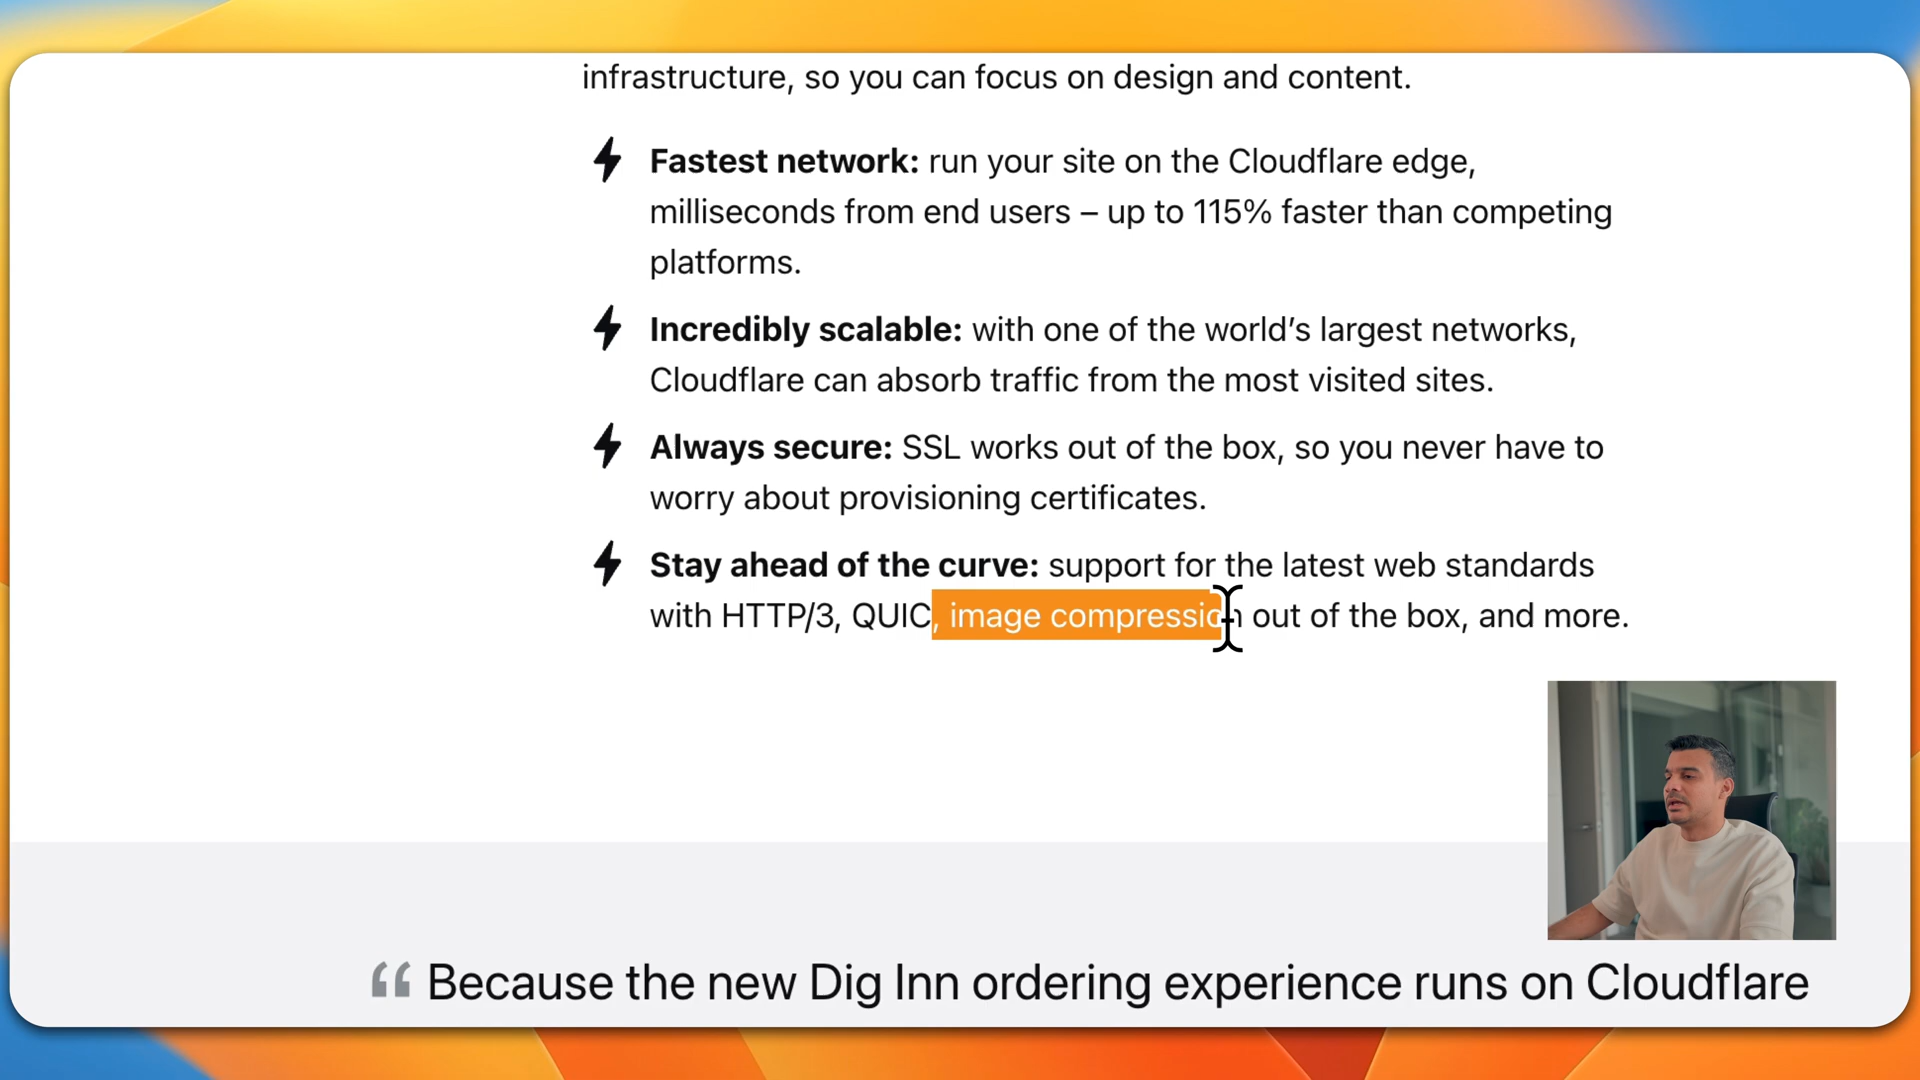 infrastructure, so you can focus on design and content.
Fastest network: run your site on the Cloudflare edge,
milliseconds from end users – up to 115% faster than competing
platforms.
Incredibly scalable: with one of the world’s largest networks,
Cloudflare can absorb traffic from the most visited sites.
Always secure: SSL works out of the box, so you never have to
worry about provisioning certificates.
Stay ahead of the curve: support for the latest web standards
with HTTP/3, QUIC, image compression out of the box, and more.
“ Because the new Dig Inn ordering experience runs on Cloudflare